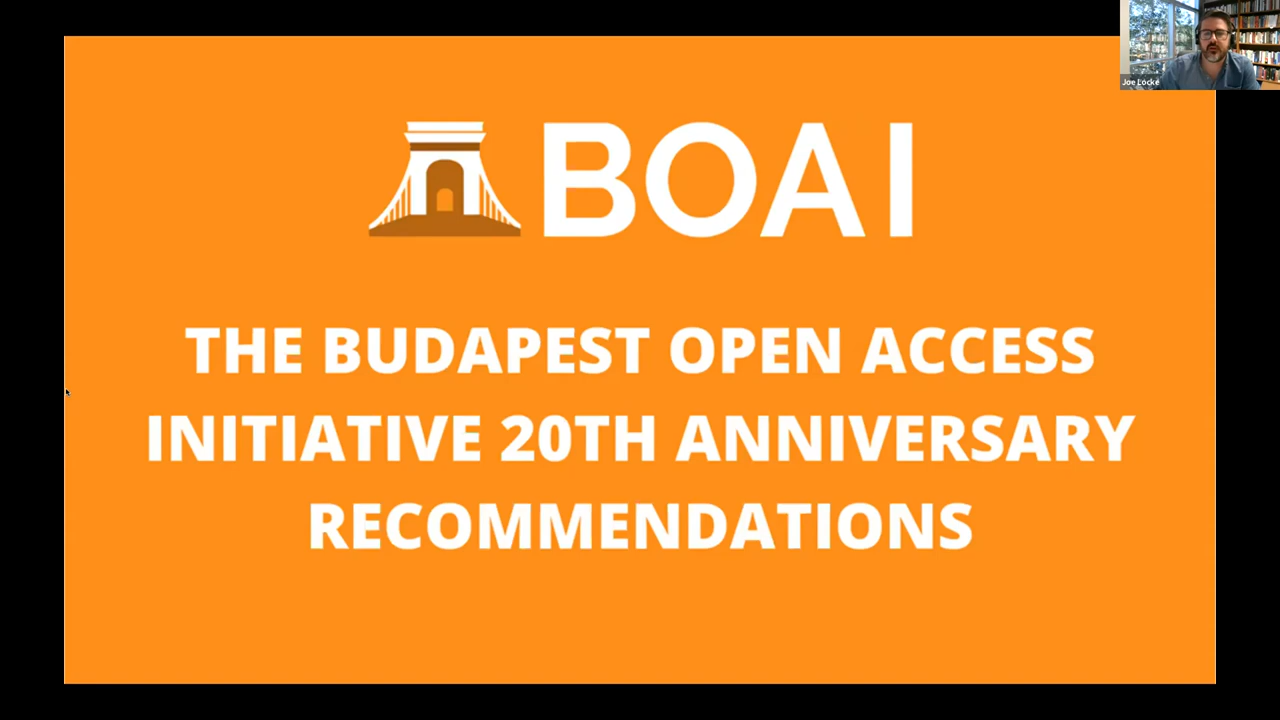 Joe Locke
BOAI
THE BUDAPEST OPEN ACCESS
INITIATIVE 20TH ANNIVERSARY
RECOMMENDATIONS